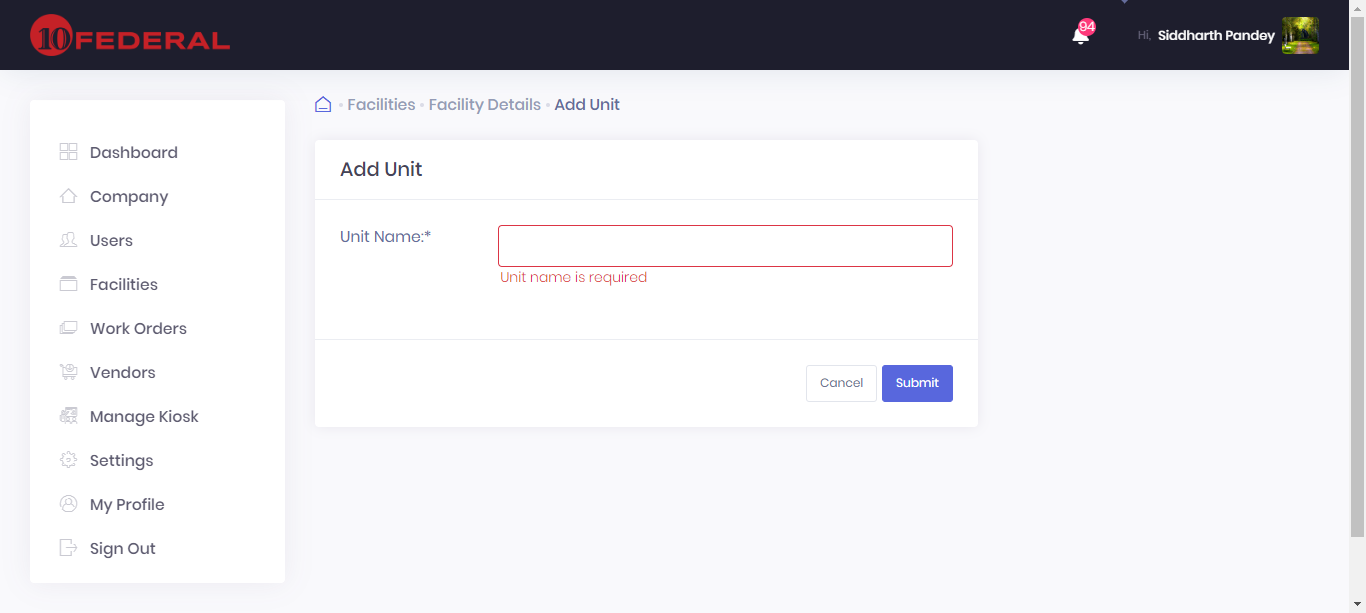 10 FEDERAL
94
Hi, Siddharth Pandey
Facilities • Facility Details • Add Unit
Dashboard
Company
Users
Facilities
Work Orders
Vendors
Manage Kiosk
Settings
My Profile
Sign Out
Add Unit
Unit Name:*
Unit name is required
Cancel
Submit